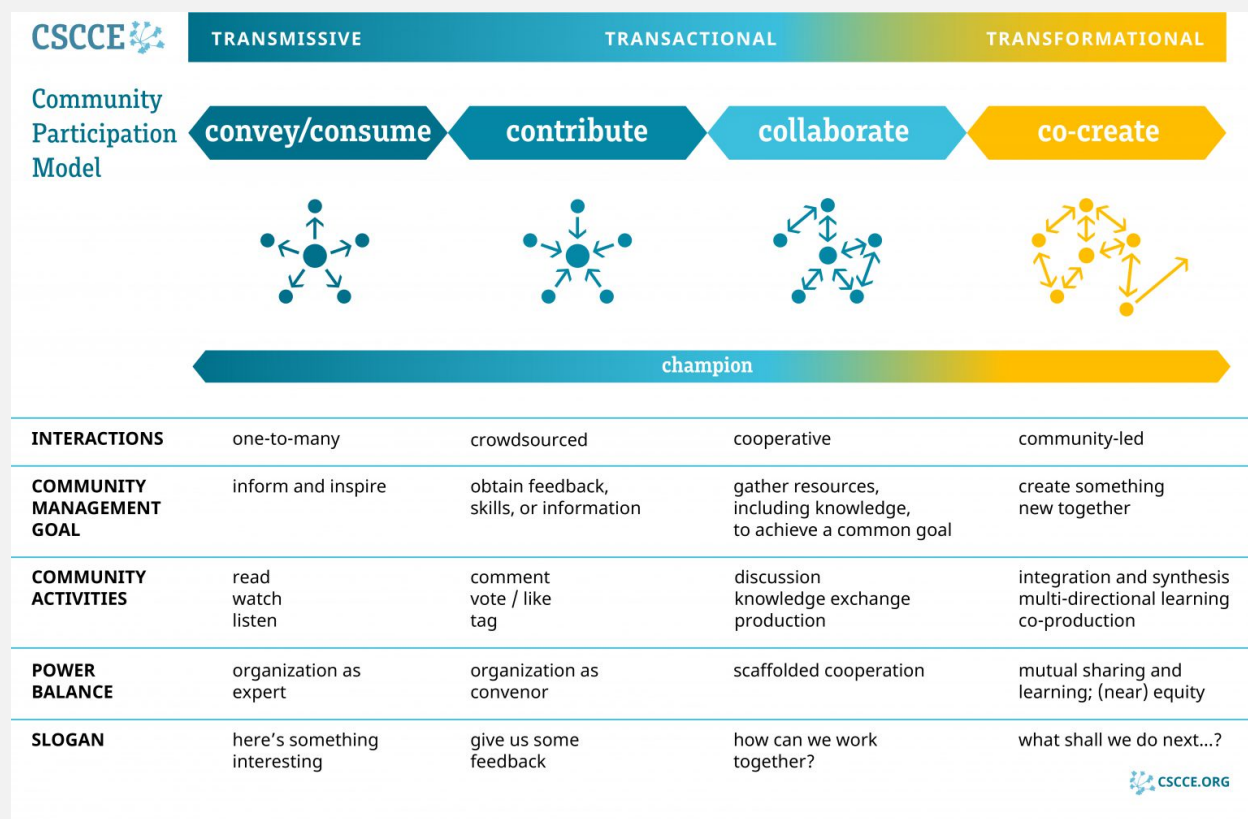 CSCCE
TRANSMISSIVE
TRANSACTIONAL
TRANSFORMATIONAL
Community
Participation
Model
convey/consume
contribute
collaborate
co-create
champion
INTERACTIONS
one-to-many
crowdsourced
cooperative
community-led
COMMUNITY
MANAGEMENT
GOAL
inform and inspire
obtain feedback,
skills, or information
gather resources,
including knowledge,
to achieve a common goal
create something
new together
COMMUNITY
ACTIVITIES
read
watch
listen
comment
vote / like
tag
discussion
knowledge exchange
production
integration and synthesis
multi-directional learning
co-production
POWER
BALANCE
organization as
expert
organization as
convenor
scaffolded cooperation
mutual sharing and
learning; (near) equity
SLOGAN
here’s something
interesting
give us some
feedback
how can we work
together?
what shall we do next...?
CSCCE.ORG